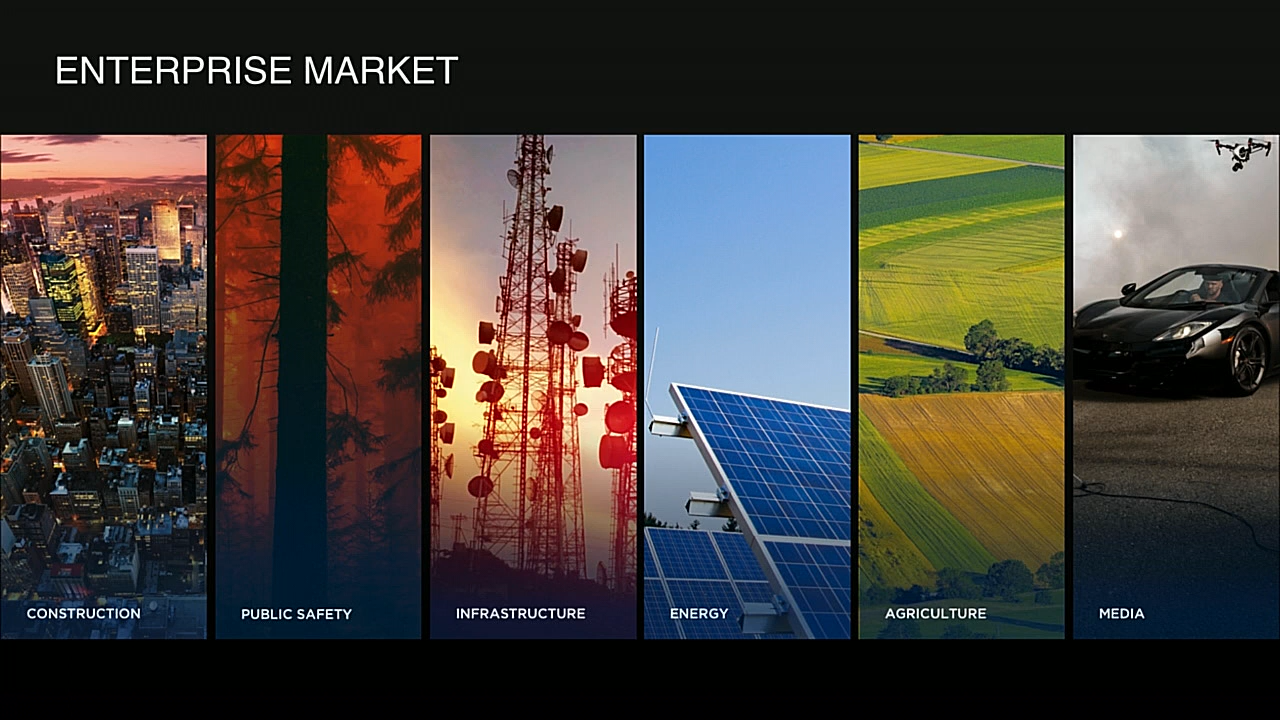 ENTERPRISE MARKET
CONSTRUCTION
PUBLIC SAFETY
INFRASTRUCTURE
ENERGY
AGRICULTURE
MEDIA